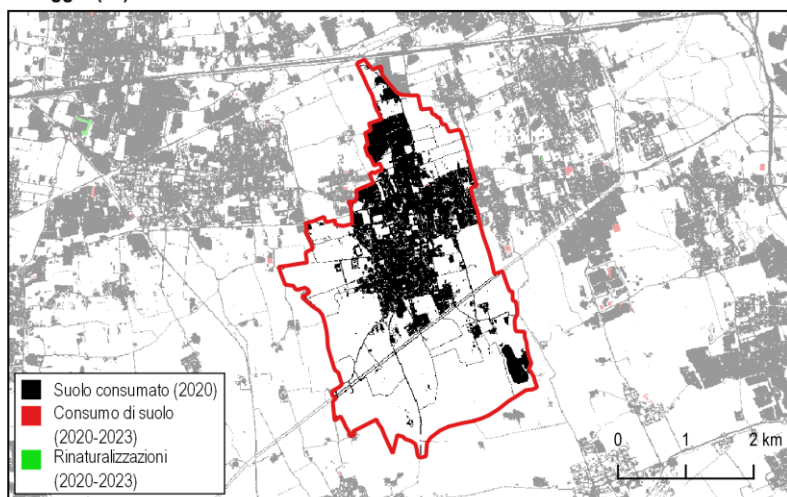 Suolo consumato (2020)
Consumo di suolo
(2020-2023)
Rinaturalizzazioni
(2020-2023)
0 1 2 km